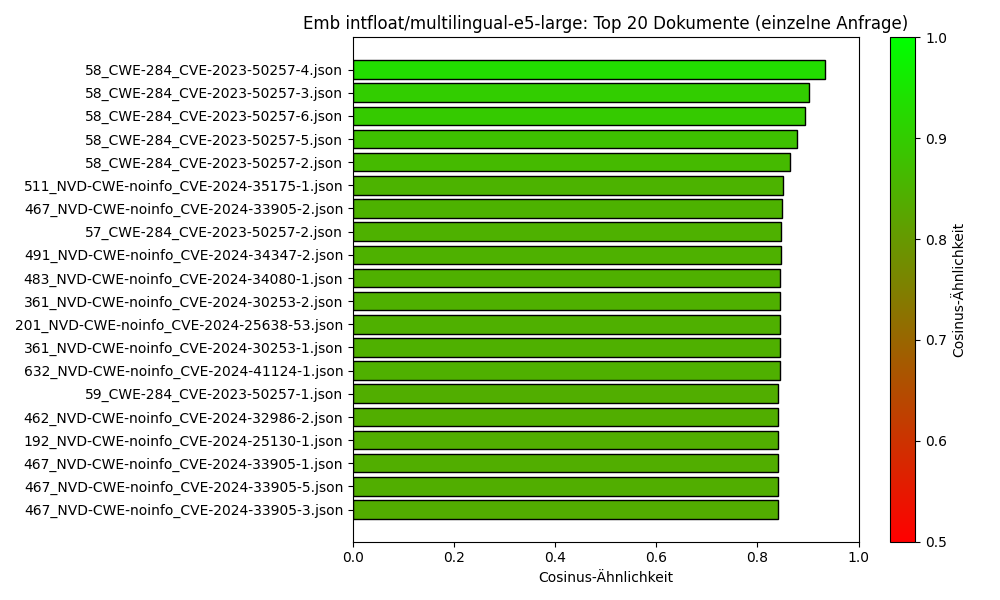 Emb intfloat/multilingual-e5-large: Top 20 Dokumente (einzelne Anfrage)
58_CWE-284_CVE-2023-50257-4.json
58_CWE-284_CVE-2023-50257-3.json
58_CWE-284_CVE-2023-50257-6.json
58_CWE-284_CVE-2023-50257-5.json
58_CWE-284_CVE-2023-50257-2.json
511_NVD-CWE-noinfo_CVE-2024-35175-1.json
467_NVD-CWE-noinfo_CVE-2024-33905-2.json
57_CWE-284_CVE-2023-50257-2.json
491_NVD-CWE-noinfo_CVE-2024-34347-2.json
483_NVD-CWE-noinfo_CVE-2024-34080-1.json
361_NVD-CWE-noinfo_CVE-2024-30253-2.json
201_NVD-CWE-noinfo_CVE-2024-25638-53.json
361_NVD-CWE-noinfo_CVE-2024-30253-1.json
632_NVD-CWE-noinfo_CVE-2024-41124-1.json
59_CWE-284_CVE-2023-50257-1.json
462_NVD-CWE-noinfo_CVE-2024-32986-2.json
192_NVD-CWE-noinfo_CVE-2024-25130-1.json
467_NVD-CWE-noinfo_CVE-2024-33905-1.json
467_NVD-CWE-noinfo_CVE-2024-33905-5.json
467_NVD-CWE-noinfo_CVE-2024-33905-3.json
0.0 0.2 0.4 0.6 0.8 1.0
Cosinus-Ähnlichkeit
1.0
0.9
0.8
0.7
0.6
0.5
Cosinus-Ähnlichkeit